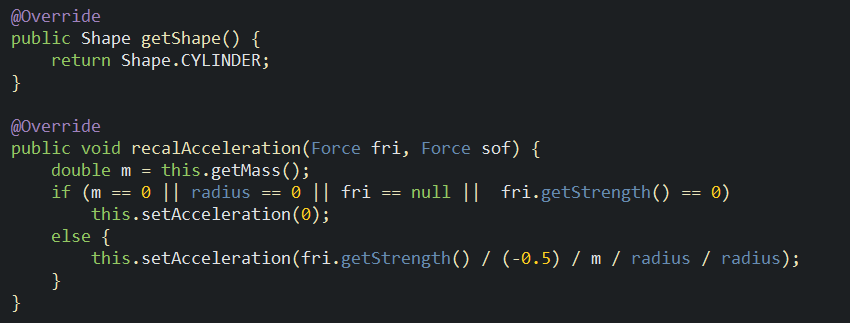 @Override
public Shape getShape() {
    return Shape.CYLINDER;
}

@Override
public void recalAcceleration(Force fri, Force sof) {
    double m = this.getMass();
    if (m == 0 || radius == 0 || fri == null ||  fri.getStrength() == 0)
        this.setAcceleration(0);
    else {
        this.setAcceleration(fri.getStrength() / (-0.5) / m / radius / radius);
    }
}